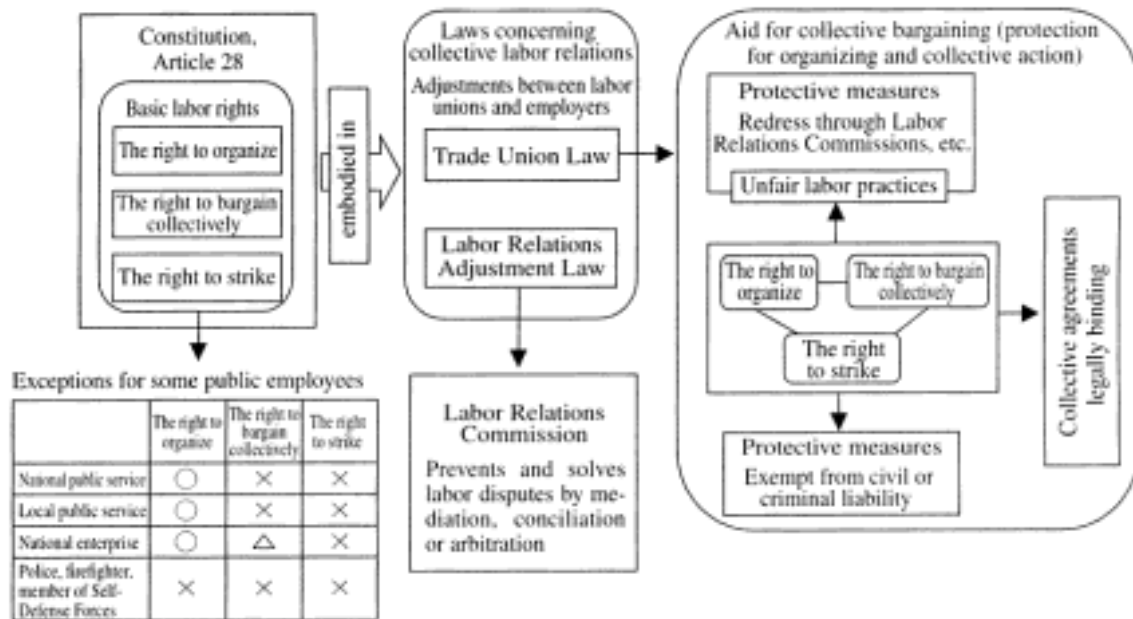 Constitution,
Article 28
Basic labor rights
The right to organize
The right to bargain
collectively
The right to strike
embodied in
Laws concerning
collective labor relations
Adjustments between labor
unions and employers
Trade Union Law
Labor Relations
Adjustment Law
Labor Relations
Commission
Prevents and solves
labor disputes by me-
diation, conciliation
or arbitration
Aid for collective bargaining (protection
for organizing and collective action)
Protective measures
Redress through Labor
Relations Commissions, etc.
Unfair labor practices
The right to
organize
The right to bargain
collectively
The right
to strike
Protective measures
Exempt from civil or
criminal liability
Collective agreements
legally binding
Exceptions for some public employees
The right to
organize
The right to
bargain
collectively
The right
to strike
National public service ○ × ×
Local public service ○ × ×
National enterprise ○ △ ×
Police, firefighter,
member of Self-
Defense Forces × × ×